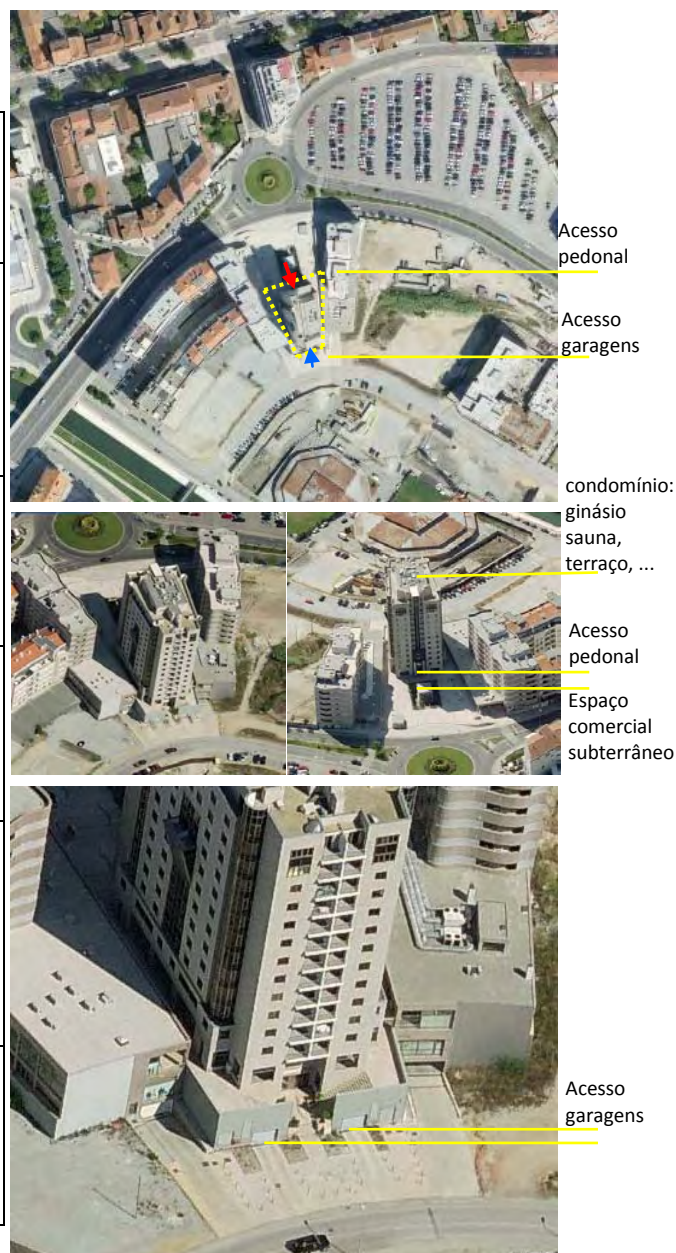 Acesso
pedonal
Acesso
garagens
condomínio:
ginásio
sauna,
terraço, ...
Acesso
pedonal
Espaço
comercial
subterrâneo
Acesso
garagens